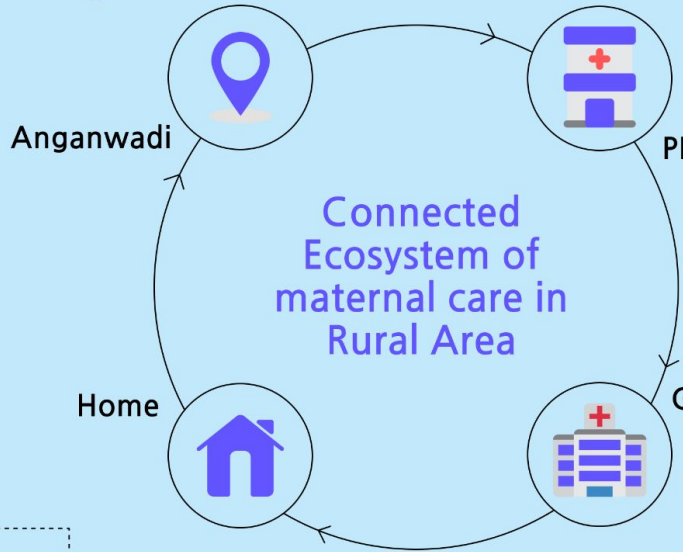 Anganwadi
Connected
Ecosystem of
maternal care in
Rural Area
Home